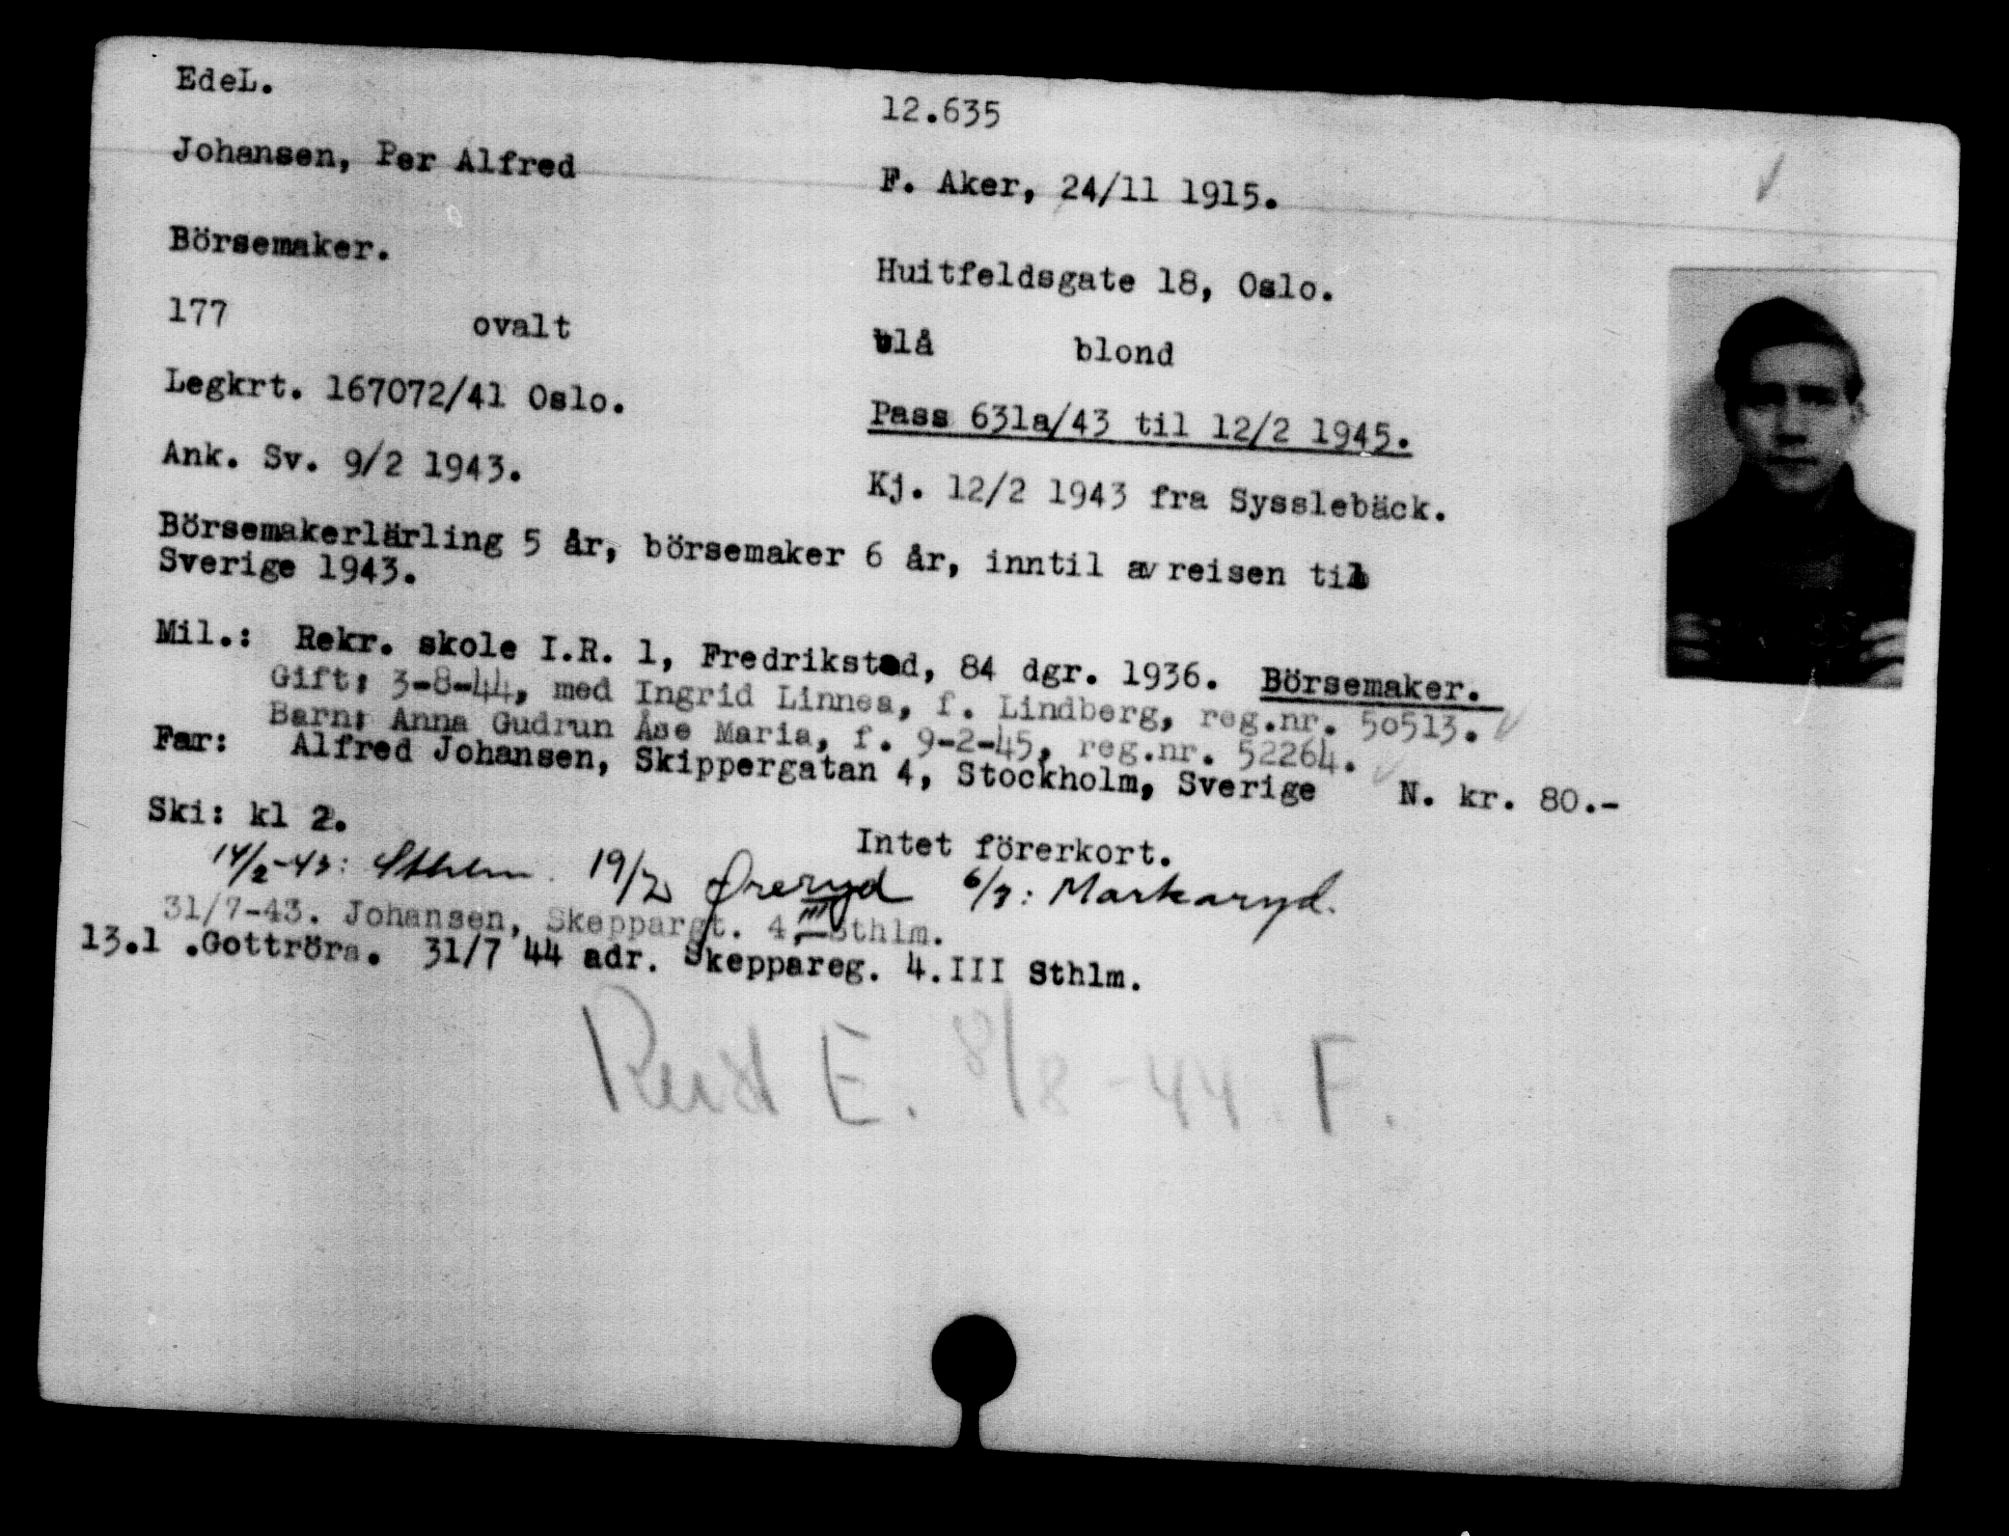 EdeL.
12.635
Johansen, Per Alfred
F. Aker, 24/11 1915.
Börsemaker.
Huitfeldsgate 18, Oslo.
177 ovalt
blå blond
Legkrt. 167072/41 Oslo.
Pass 631a/43 til 12/2 1945.
Ank. Sv. 9/2 1943.
Kj. 12/2 1943 fra Sysslebäck.
Börsemakerlärling 5 år, börsemaker 6 år, inntil avreisen til
Sverige 1943.
Mil.: Rekr. skole I.R. 1, Fredrikstad, 84 dgr. 1936. Börsemaker.
Gift: 3-8-44, med Ingrid Linnea, f. Lindberg, reg.nr. 50513.
Barn: Anna Gudrun Åse Maria, f. 9-2-45, reg.nr. 52264.
Far: Alfred Johansen, Skippergatan 4, Stockholm, Sverige N. kr. 80.-
Ski: kl 2.
Intet förerkort.
14/2-43: Sthlm. 19/2 Øreryd 6/3: Markaryd.
31/7-43. Johansen, Skeppargt. 4, III Sthlm.
13.1 .Gottröra. 31/7 44 adr. Skeppareg. 4.III Sthlm.
E. 8/8-44. F.